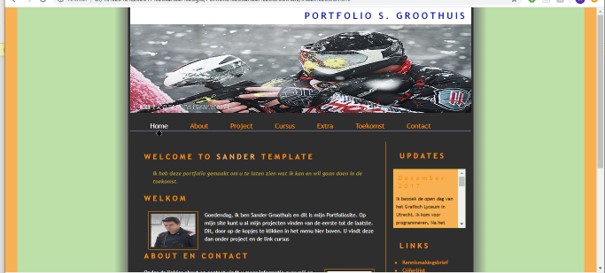 PORTFOLIO S. GROOTHUIS
Home About Project Cursus Extra Toekomst Contact
WELCOME TO SANDER TEMPLATE
Ik heb deze portfolio gemaakt om u te laten zien wat ik kan en wil gaan doen in de
toekomst.
WELKOM
Goedendag, ik ben Sander Groothuis en dit is mijn Portfoliosite. Op
mijn site kunt u al mijn projecten vinden van de eerste tot de laatste.
Dit, door op de kopjes te klikken in het menu hier boven. U vindt deze
dan onder project en de link cursus
ABOUT EN CONTACT
UPDATES
December
2017
Ik bezoek de open dag van
het Grafisch Lyceum in
Utrecht. Ik kom voor
programmeren. Na het
LINKS
Kennismakingsbrief